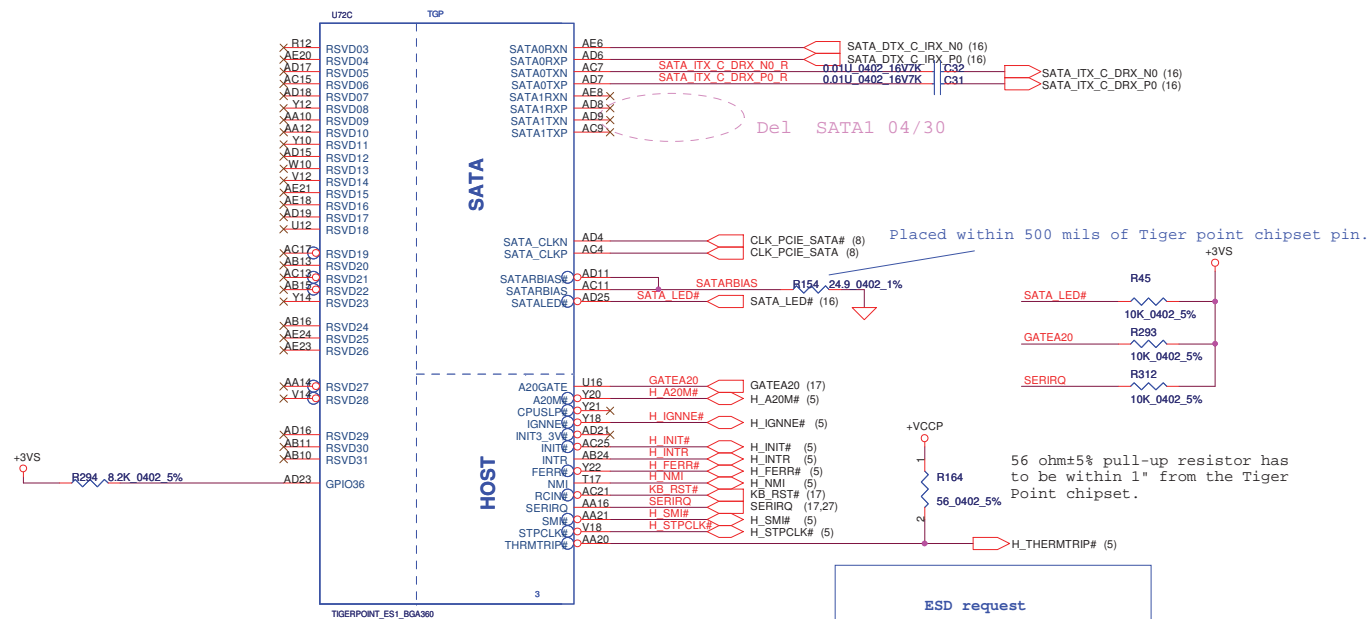 U72C TGP
R12 RSVD03
AE20 RSVD04
AD17 RSVD05
AC15 RSVD06
AD18 RSVD07
Y12 RSVD08
AA10 RSVD09
AA12 RSVD10
Y10 RSVD11
AD15 RSVD12
W10 RSVD13
V12 RSVD14
AE21 RSVD15
AE18 RSVD16
AD19 RSVD17
U12 RSVD18
AC17 RSVD19
AB13 RSVD20
AC13 RSVD21
AB15 RSVD22
Y14 RSVD23
AB16 RSVD24
AE24 RSVD25
AE23 RSVD26
AA14 RSVD27
V14 RSVD28
AD16 RSVD29
AB11 RSVD30
AB10 RSVD31
+3VS
R294 8.2K_0402_5% AD23 GPIO36
SATA
SATA0RXN AE6 SATA_DTX_C_IRX_N0 (16)
SATA0RXP AD6 SATA_DTX_C_IRX_P0 (16)
SATA0TXN AC7 SATA_ITX_C_DRX_N0_R 0.01U_0402_16V7K C32 SATA_ITX_C_DRX_N0 (16)
SATA0TXP AD7 SATA_ITX_C_DRX_P0_R 0.01U_0402_16V7K C31 SATA_ITX_C_DRX_P0 (16)
SATA1RXN AE8
SATA1RXP AD8
SATA1TXN AD9
SATA1TXP AC9
Del SATA1 04/30
SATA_CLKN AD4 CLK_PCIE_SATA# (8)
SATA_CLKP AC4 CLK_PCIE_SATA (8)
Placed within 500 mils of Tiger point chipset pin.
SATARBIAS# AD11
SATARBIAS AC11 SATARBIAS R154 24.9_0402_1%
SATALED# AD25 SATA_LED# SATA_LED# (16)
+3VS
SATA_LED# R45 10K_0402_5%
GATEA20 R293 10K_0402_5%
SERIRQ R312 10K_0402_5%
HOST
A20GATE U16 GATEA20 GATEA20 (17)
A20M# Y20 H_A20M# H_A20M# (5)
CPUSLP# Y21
IGNNE# Y18 H_IGNNE# H_IGNNE# (5)
INIT3_3V# AD21
INIT# AC25 H_INIT# H_INIT# (5)
INTR AB24 H_INTR H_INTR (5)
FERR# Y22 H_FERR# H_FERR# (5)
NMI T17 H_NMI H_NMI (5)
RCIN# AC21 KB_RST# KB_RST# (17)
SERIRQ AA16 SERIRQ SERIRQ (17,27)
SMI# AA21 H_SMI# H_SMI# (5)
STPCLK# V18 H_STPCLK# H_STPCLK# (5)
THRMTRIP# AA20 H_THERMTRIP# (5)
+VCCP
1
R164
56_0402_5%
2
56 ohm±5% pull-up resistor has
to be within 1" from the Tiger
Point chipset.
3
TIGERPOINT_ES1_BGA360
ESD request